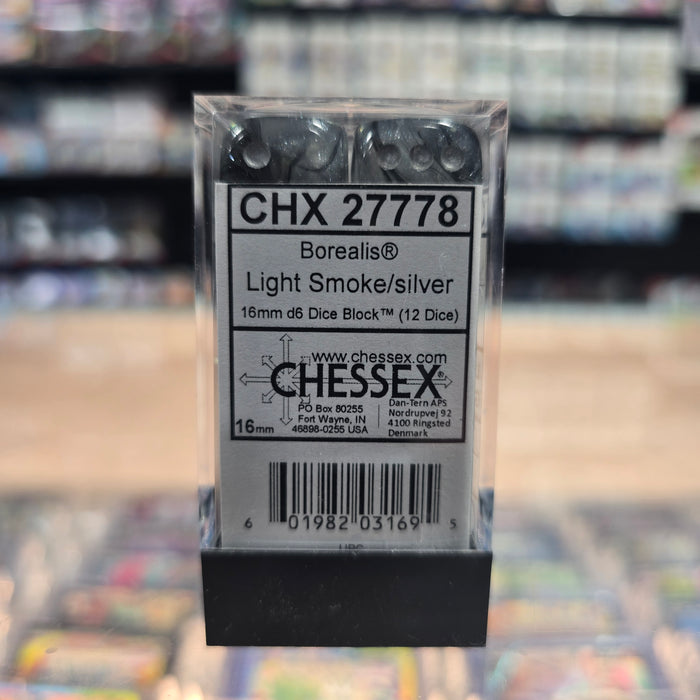 CHX 27778
Borealis®
Light Smoke/silver
16mm d6 Dice Block™ (12 Dice)
www.chessex.com
CHESSEX®
PO Box 80255
Fort Wayne, IN
46898-0255 USA
Dan-Tern APS
Nordrupvej 92
4100 Ringsted
Denmark
16mm
6 01982 03169 5